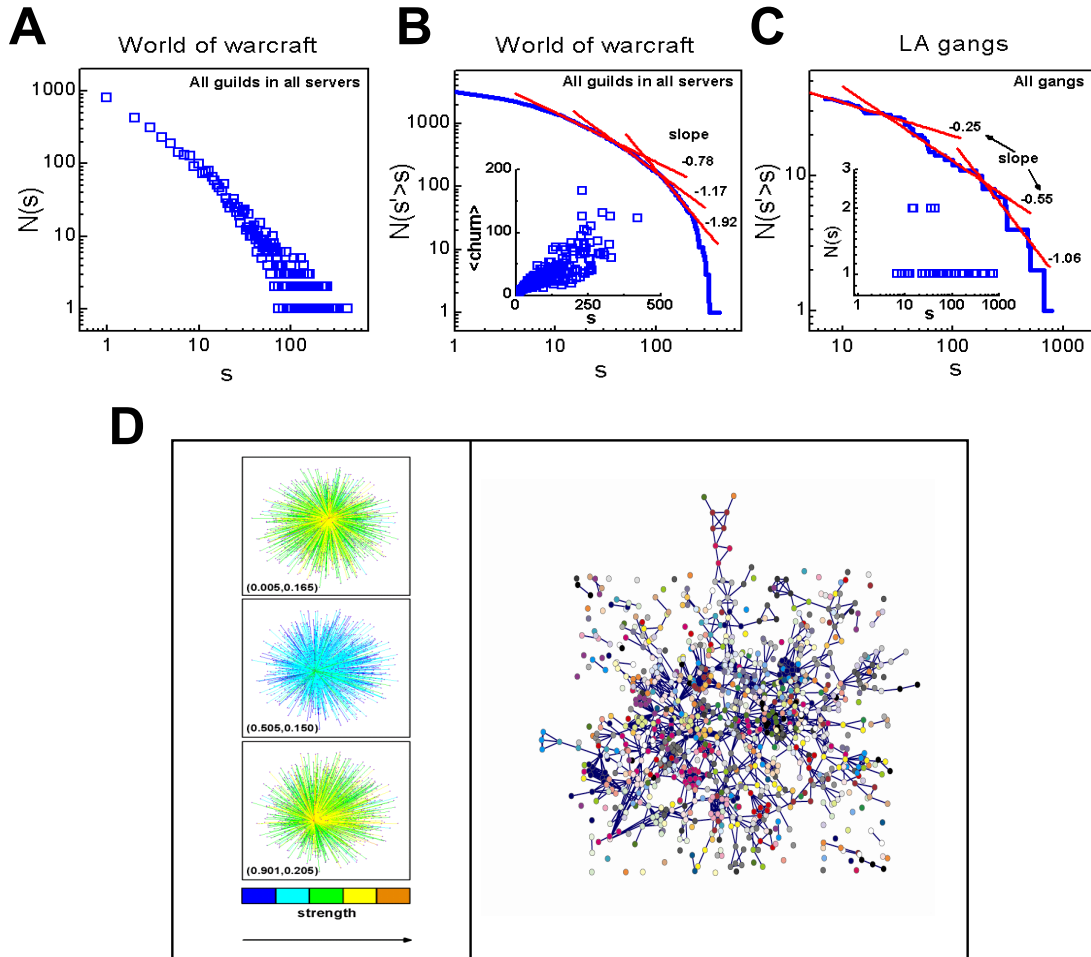 A
World of warcraft
All guilds in all servers
1000
100
10
1
N(s)
1
10
100
s
B
World of warcraft
All guilds in all servers
1000
100
10
1
N(s'>s)
slope
-0.78
-1.17
-1.92
200
100
0
<churn>
0
250
500
s
1
10
100
s
C
LA gangs
All gangs
10
1
N(s'>s)
-0.25
slope
-0.55
-1.06
3
2
1
N(s)
1
10
100
1000
s
10
100
1000
s
D
(0.005,0.165)
(0.505,0.150)
(0.901,0.205)
strength